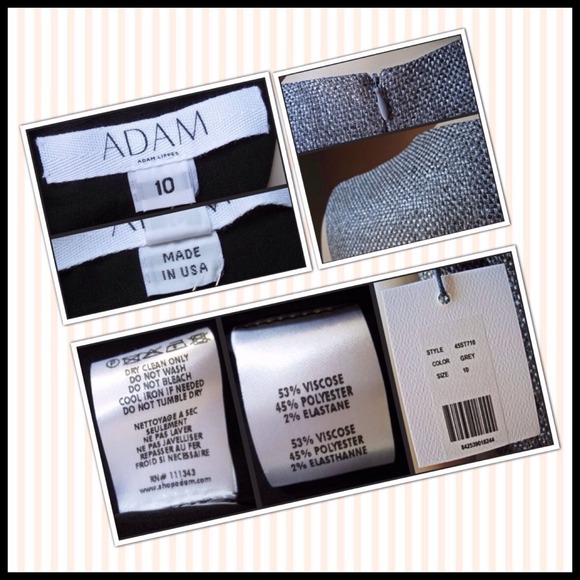 ADAM
ADAM LIPPES
10
MADE
IN USA
DRY CLEAN ONLY
DO NOT WASH
DO NOT BLEACH
COOL IRON IF NEEDED
DO NOT TUMBLE DRY
NETTOYAGE A SEC
SEULEMENT
NE PAS LAVER
NE PAS JAVELLISER
REPASSER AU FER
FROID SI NECISSAIRE
RN# 111343
www.shopadam.com
53% VISCOSE
45% POLYESTER
2% ELASTANE
53% VISCOSE
45% POLYESTER
2% ELASTHANNE
STYLE 45ST710
COLOR GREY
SIZE 10
842539018244